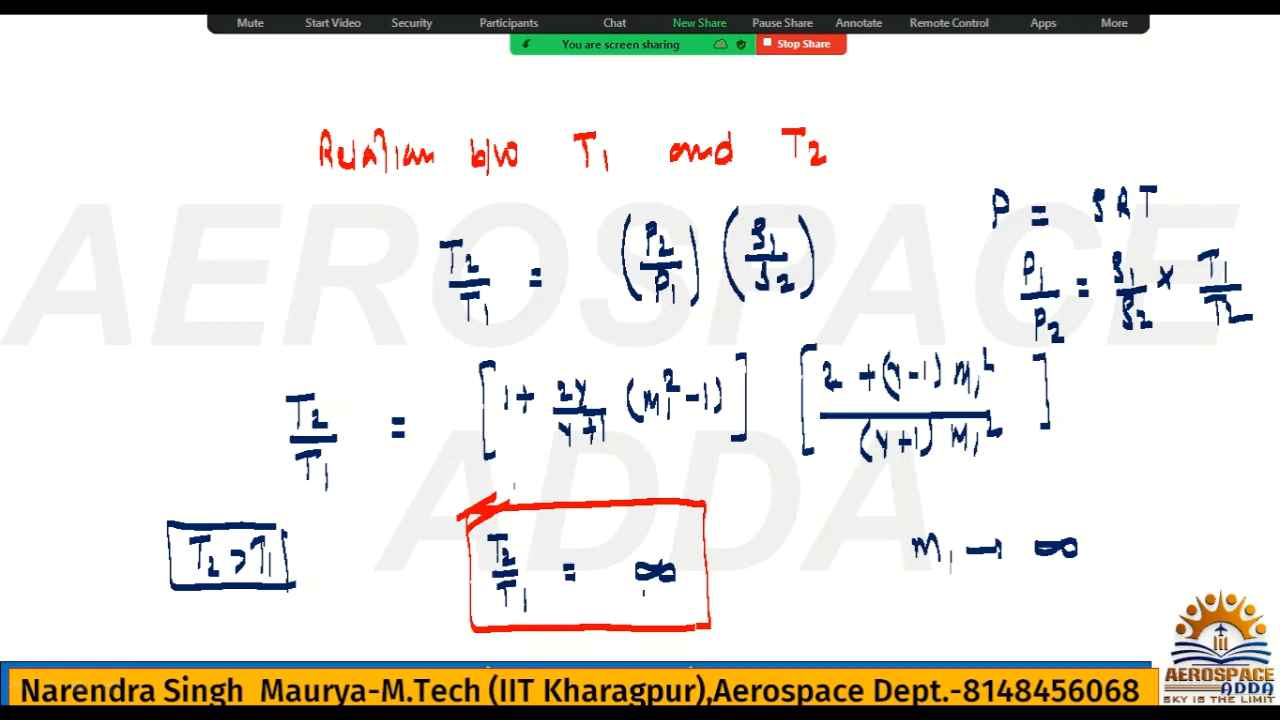 Mute Start Video Security Participants Chat New Share Pause Share Annotate Remote Control Apps More
You are screen sharing Stop Share
Relation b/w T₁ and T₂
P = ρRT
T₂/T₁ = (P₂/P₁) (ρ₁/ρ₂)
P₁/P₂ = ρ₁/ρ₂ × T₁/T₂
T₂/T₁ = [1 + 2γ/(γ+1) (M₁² - 1)] [(2 + (γ-1) M₁²)/((γ+1) M₁²)]
T₂ > T₁
T₂/T₁ = ∞
M₁ → ∞
AEROSPACE
ADDA
Narendra Singh Maurya-M.Tech (IIT Kharagpur),Aerospace Dept.-8148456068
AEROSPACE
ADDA
SKY IS THE LIMIT